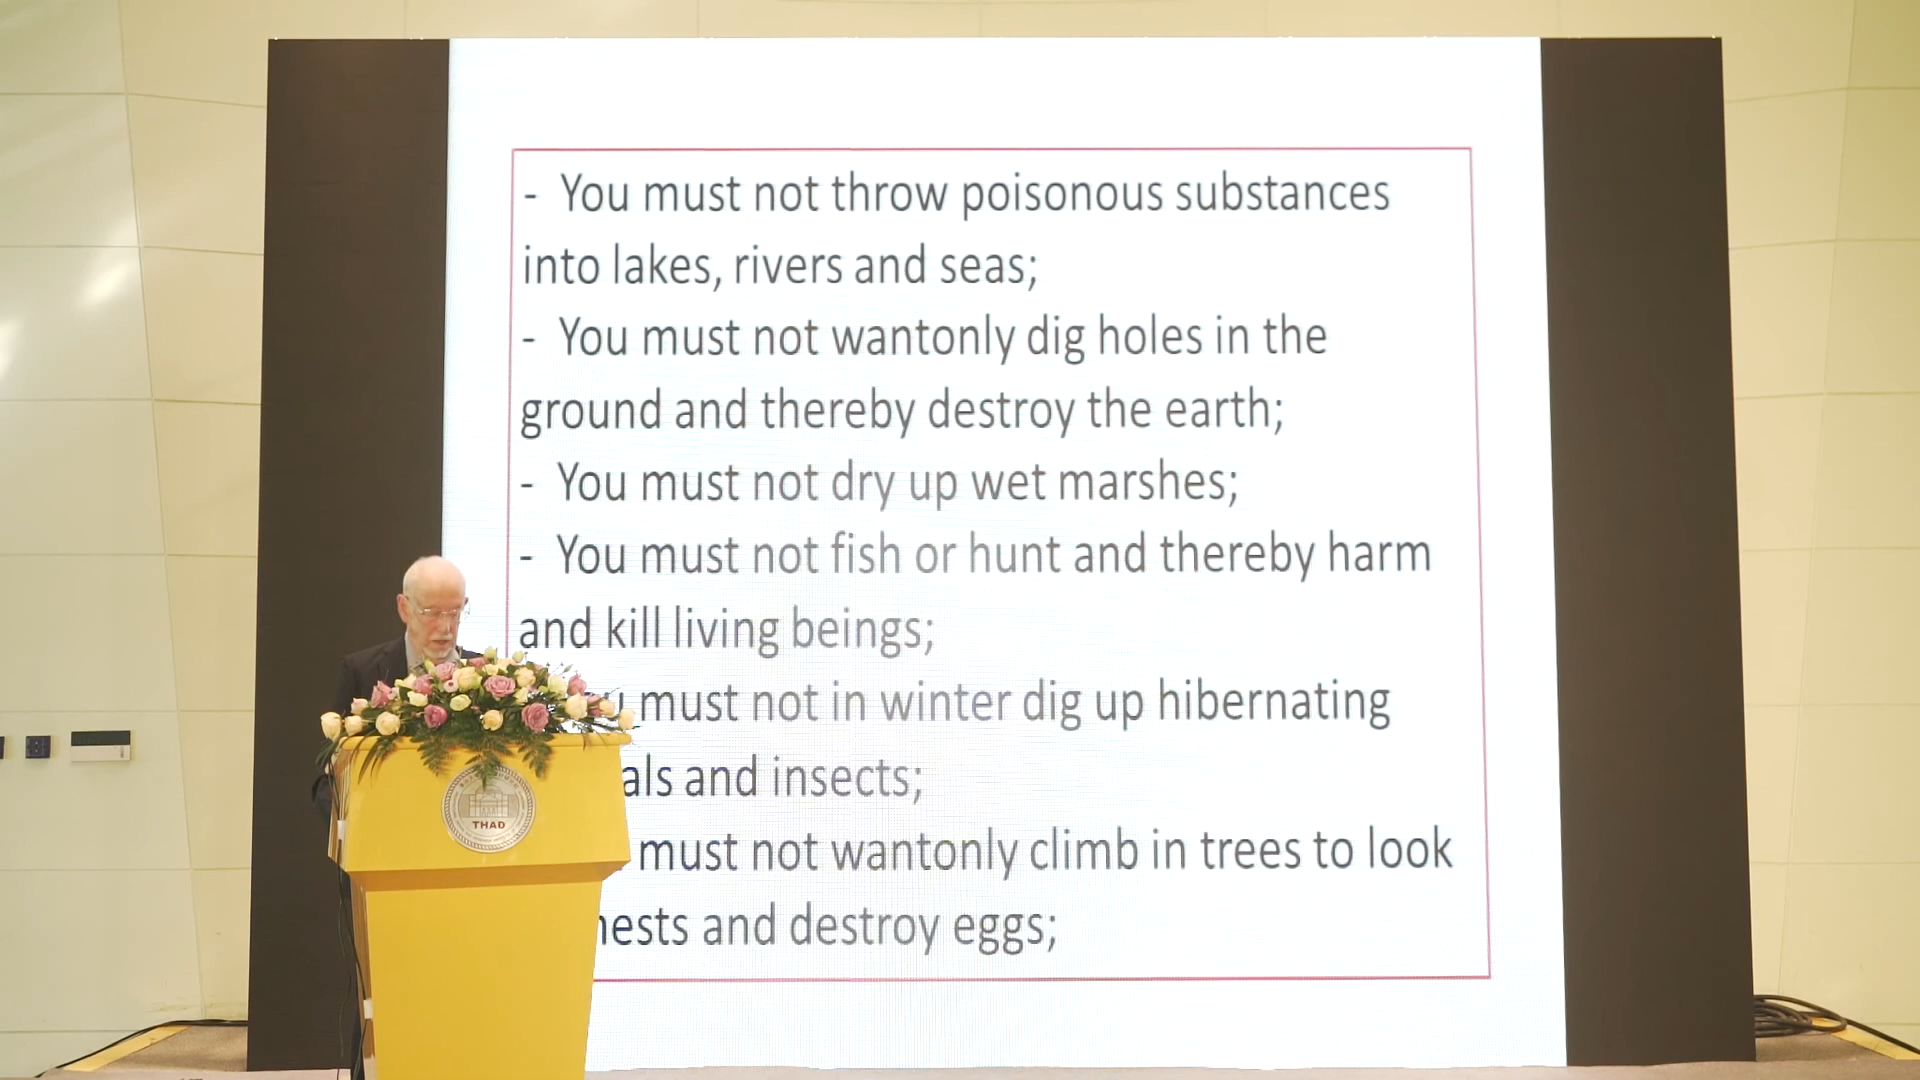 - You must not throw poisonous substances
into lakes, rivers and seas;
- You must not wantonly dig holes in the
ground and thereby destroy the earth;
- You must not dry up wet marshes;
- You must not fish or hunt and thereby harm
and kill living beings;
must not in winter dig up hibernating
and insects;
must not wantonly climb in trees to look
and destroy eggs;
THAD